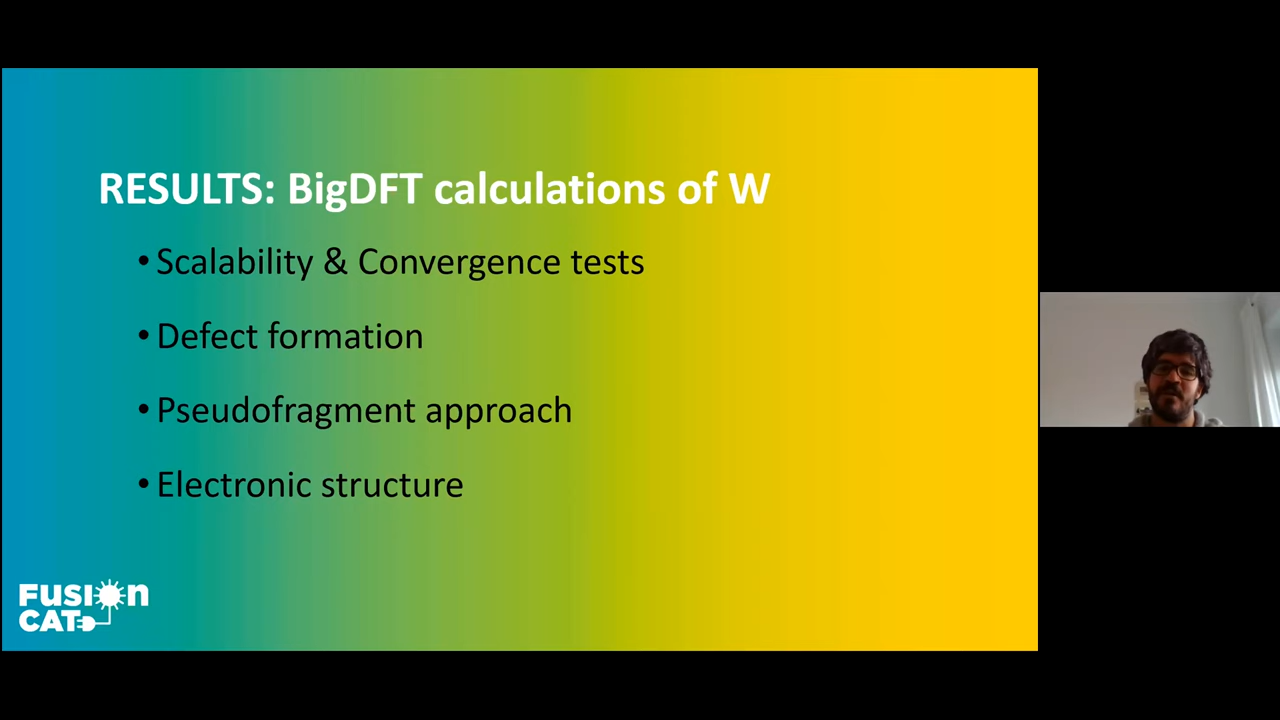 RESULTS: BigDFT calculations of W
• Scalability & Convergence tests
• Defect formation
• Pseudofragment approach
• Electronic structure
FUSION
CAT